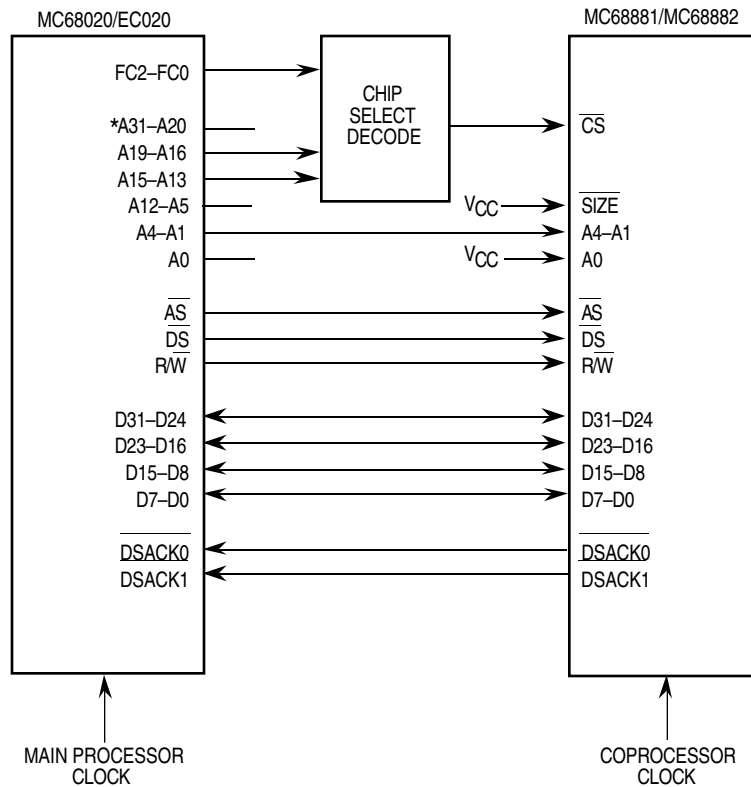 MC68020/EC020
MC68881/MC68882
FC2–FC0
*A31–A20
A19–A16
A15–A13
A12–A5
A4–A1
A0
AS
DS
R/W
D31–D24
D23–D16
D15–D8
D7–D0
DSACK0
DSACK1
CHIP
SELECT
DECODE
VCC
VCC
CS
SIZE
A4–A1
A0
AS
DS
R/W
D31–D24
D23–D16
D15–D8
D7–D0
DSACK0
DSACK1
MAIN PROCESSOR
CLOCK
COPROCESSOR
CLOCK